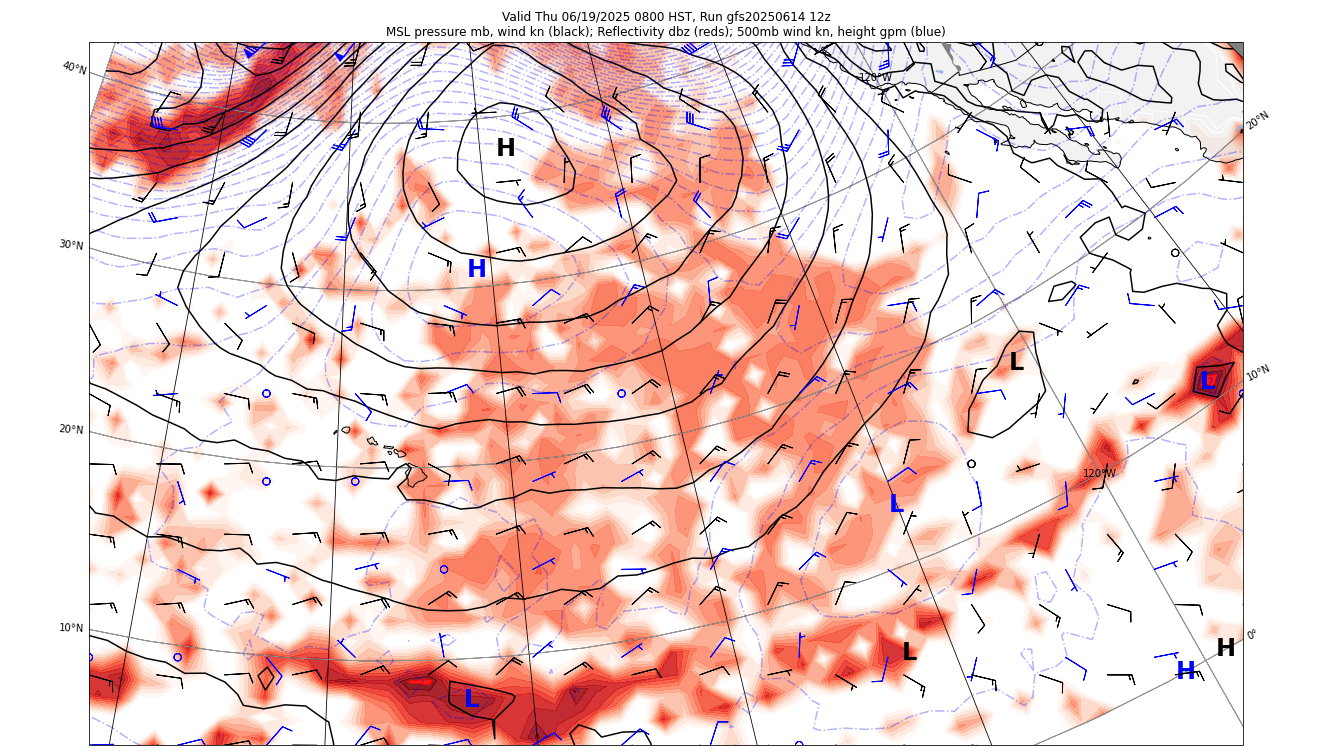 Valid Thu 06/19/2025 0800 HST, Run gfs20250614 12z
MSL pressure mb, wind kn (black); Reflectivity dbz (reds); 500mb wind kn, height gpm (blue)
40°N
120°W
20°N
H
30°N
H
L
10°N
L
20°N
120°W
L
10°N
0°
L
H
H
L